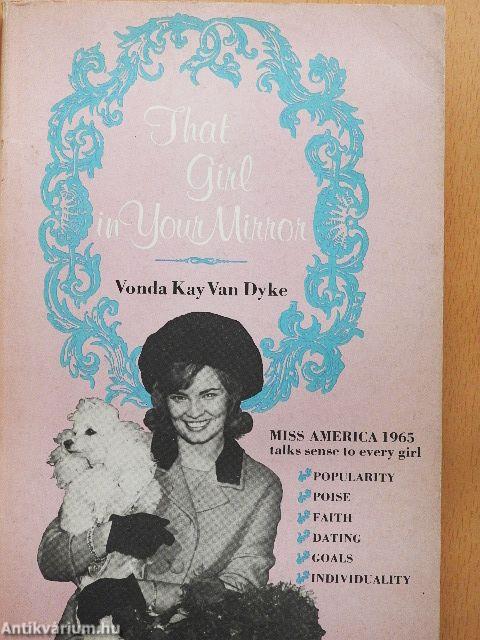 That
Girl
in Your Mirror
Vonda Kay Van Dyke
MISS AMERICA 1965
talks sense to every girl
POPULARITY
POISE
FAITH
DATING
GOALS
INDIVIDUALITY
Antikvárium.hu